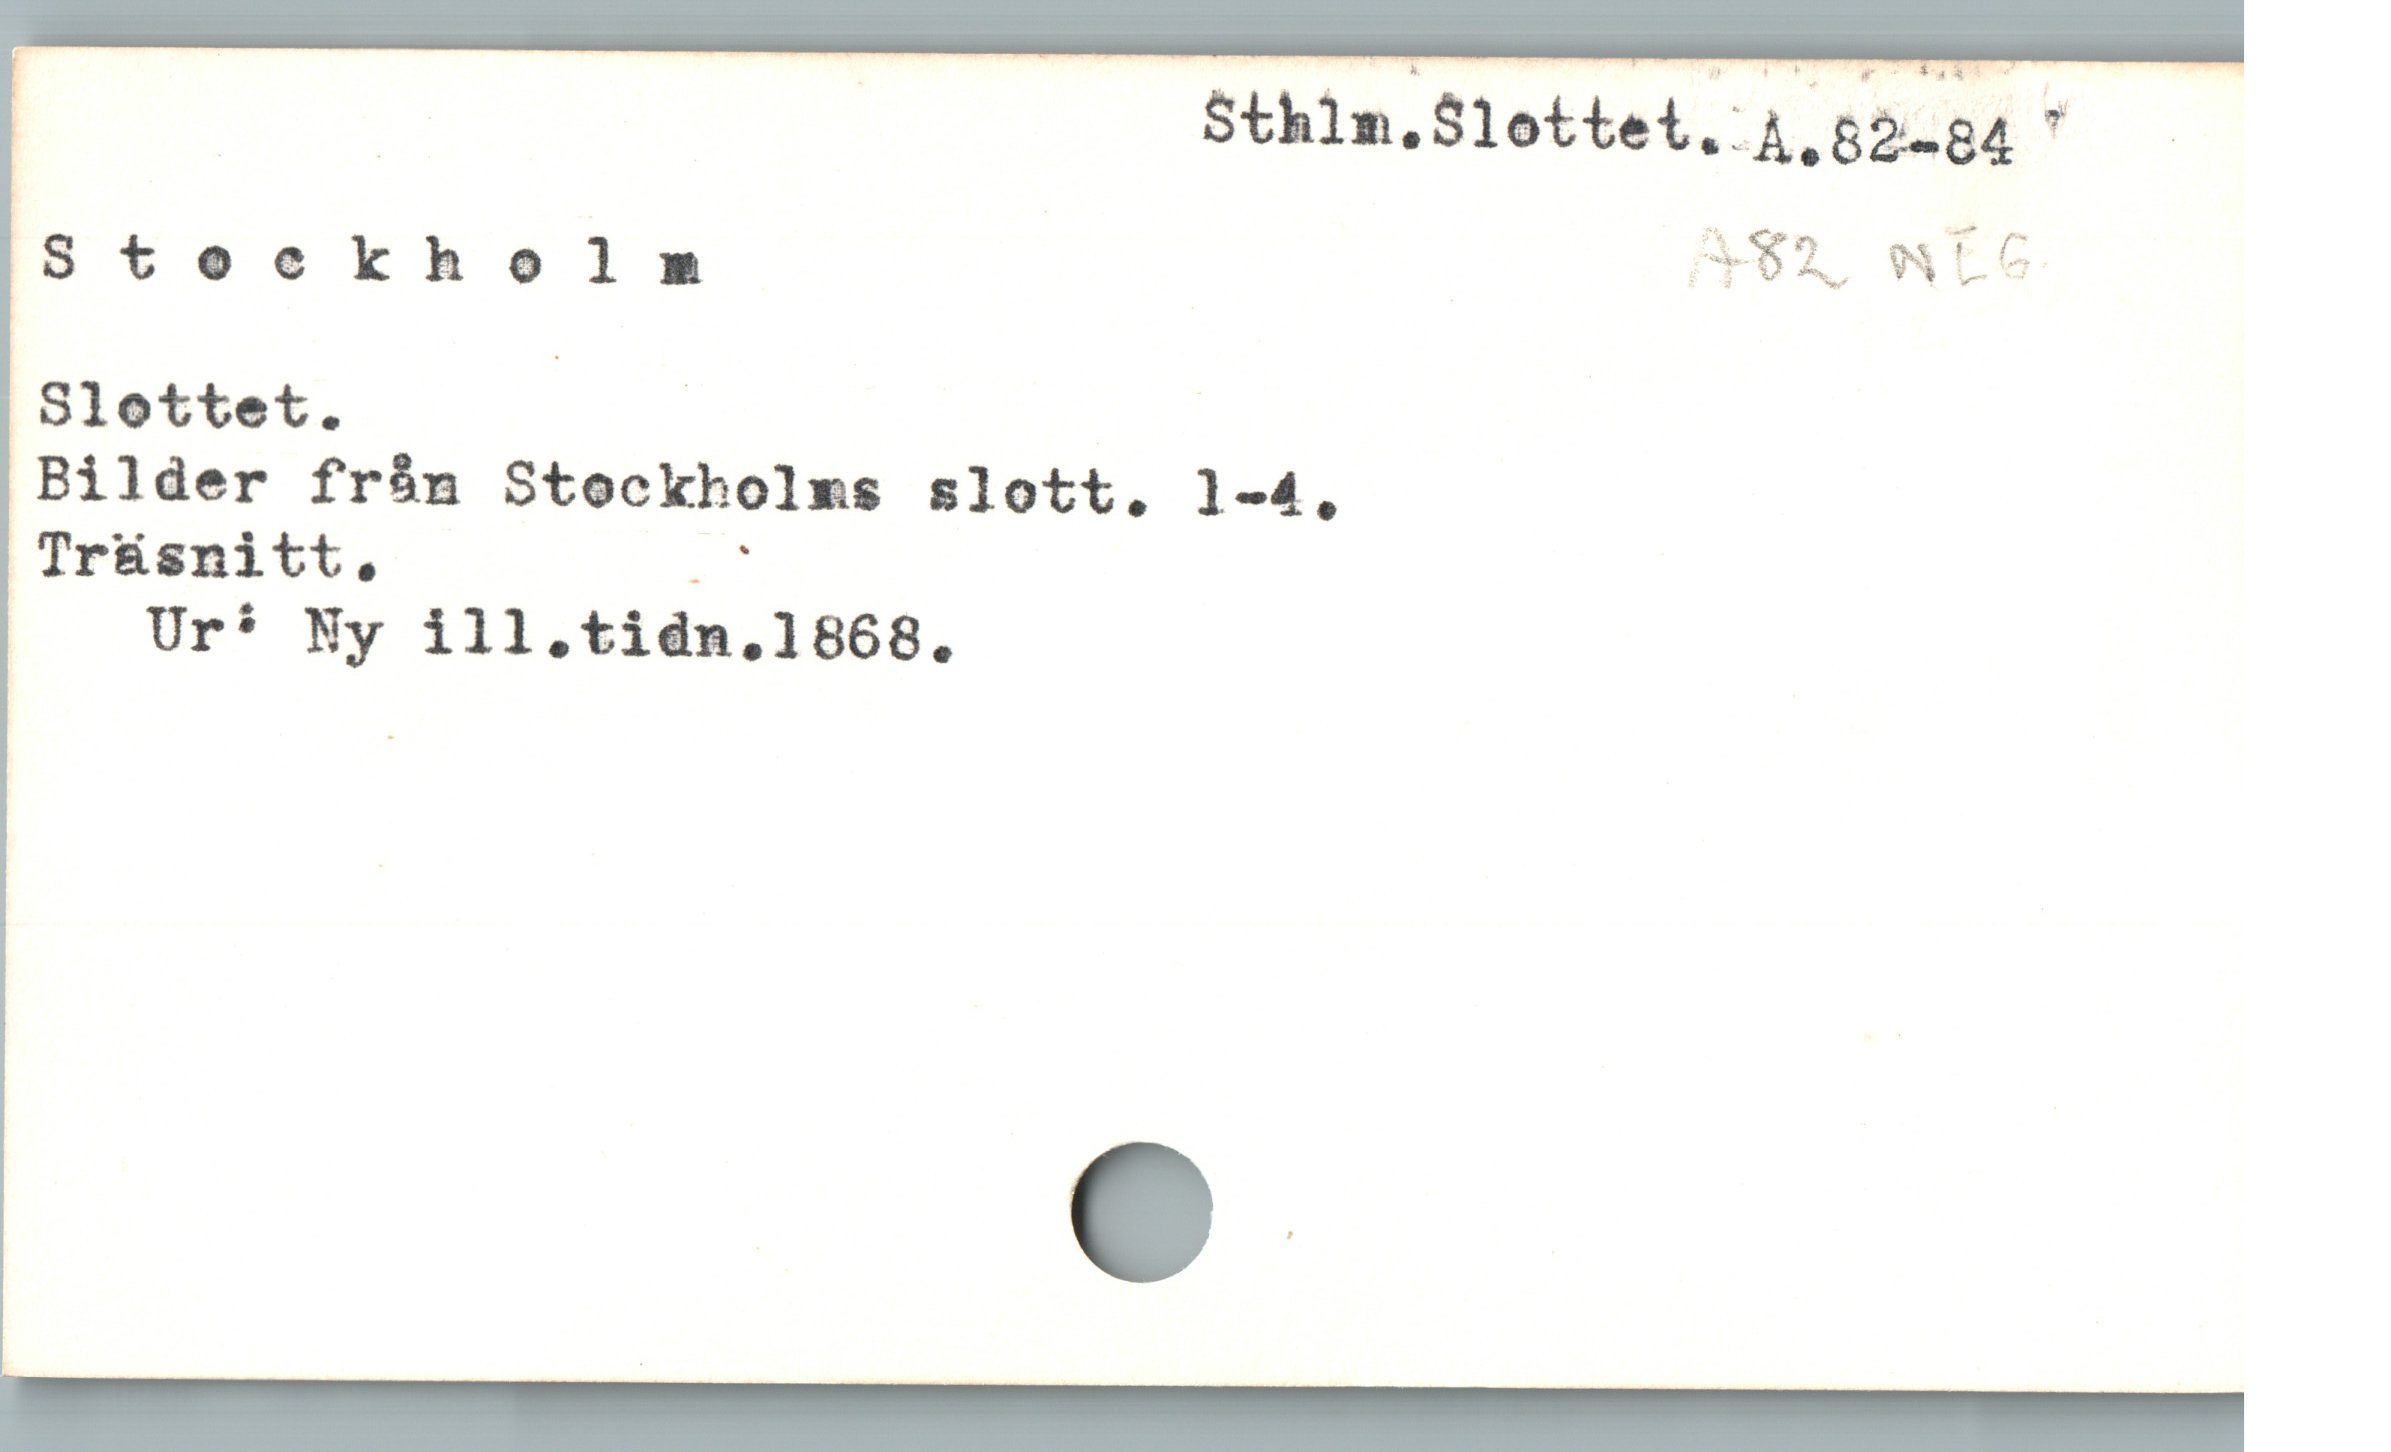 Sthlm.Slottet. A.82-84
A82 NEG
S t o c k h o l m
Slottet.
Bilder från Stockholms slott. 1-4.
Träsnitt.
Ur: Ny ill.tidn.1868.